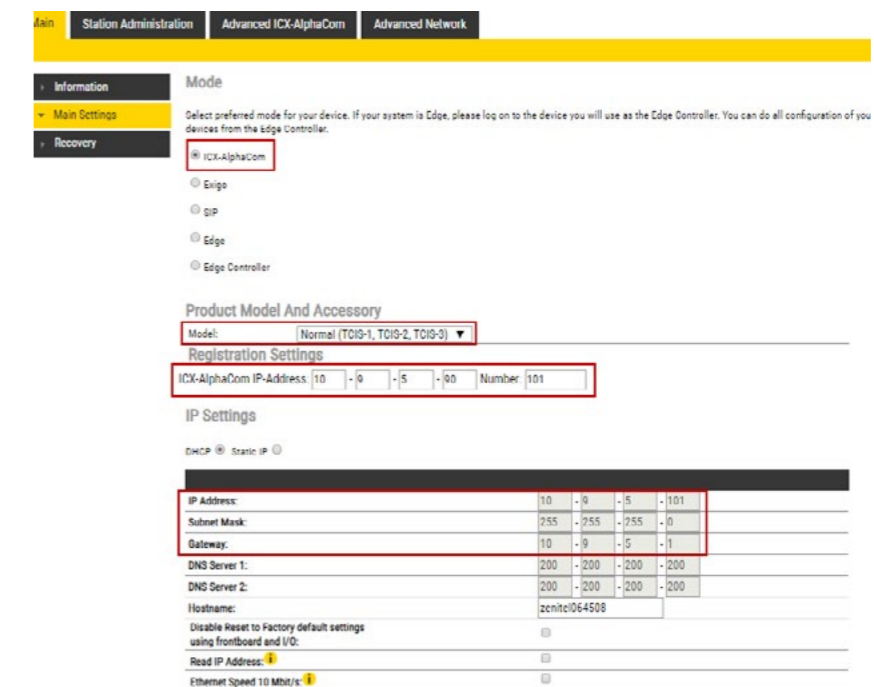 Main Station Administration Advanced ICX-AlphaCom Advanced Network
Information
Main Settings
Recovery
Mode
Select preferred mode for your device. If your system is Edge, please log on to the device you will use as the Edge Controller. You can do all configuration of you
devices from the Edge Controller.
ICX-AlphaCom
Exigo
SIP
Edge
Edge Controller
Product Model And Accessory
Model: Normal (TCIS-1, TCIS-2, TCIS-3)
Registration Settings
ICX-AlphaCom IP-Address: 10 - 9 - 5 - 90 Number: 101
IP Settings
DHCP Static IP
IP Address: 10 - 9 - 5 - 101
Subnet Mask: 255 - 255 - 255 - 0
Gateway: 10 - 9 - 5 - 1
DNS Server 1: 200 - 200 - 200 - 200
DNS Server 2: 200 - 200 - 200 - 200
Hostname: zenitel064508
Disable Reset to Factory default settings
using frontboard and I/O:
Read IP Address: i
Ethernet Speed 10 Mbit/s: i